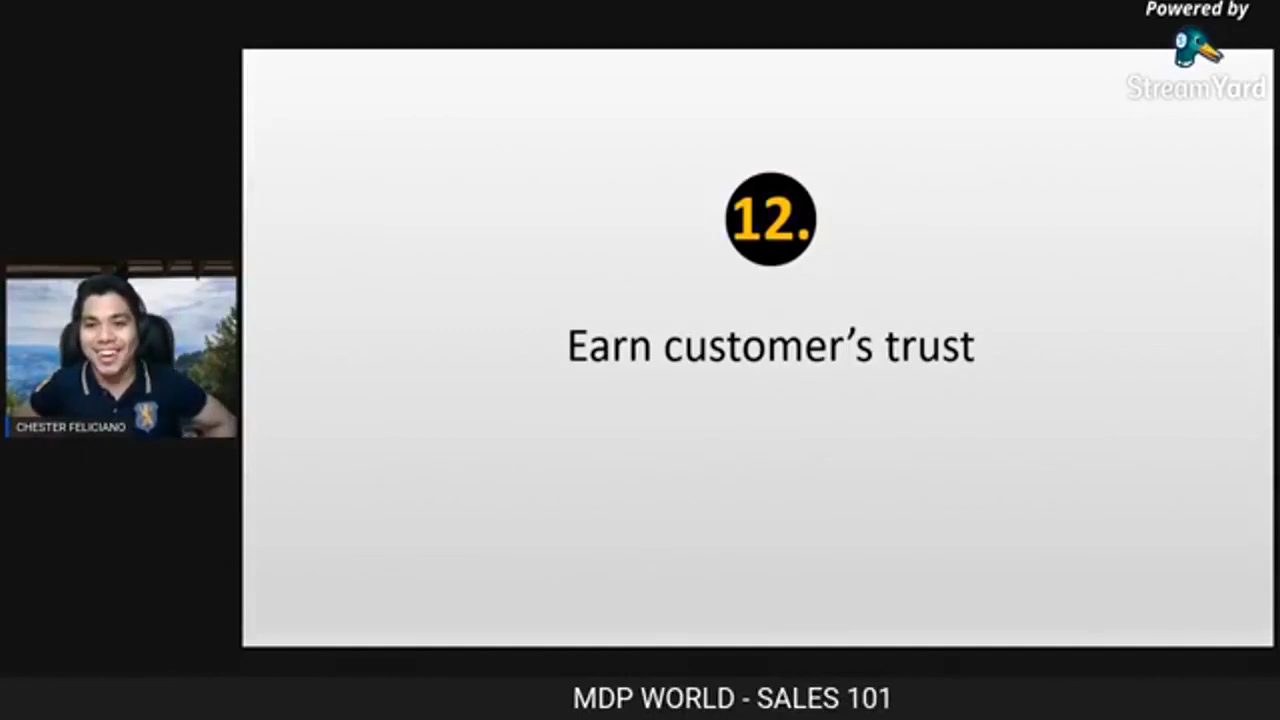 Powered by
StreamYard
12.
Earn customer’s trust
CHESTER FELICIANO
MDP WORLD - SALES 101